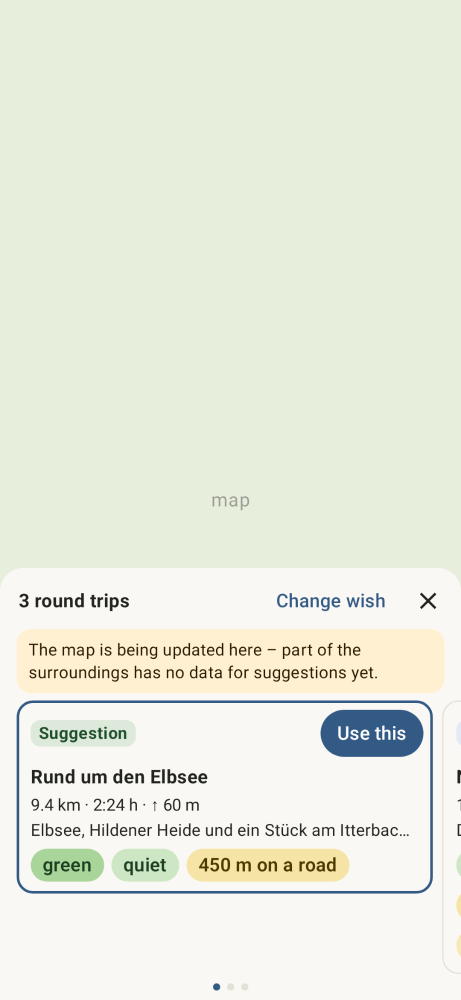 map
3 round trips
Change wish
The map is being updated here – part of the
surroundings has no data for suggestions yet.
Suggestion
Use this
Rund um den Elbsee
9.4 km · 2:24 h · ↑ 60 m
Elbsee, Hildener Heide und ein Stück am Itterbac…
green
quiet
450 m on a road